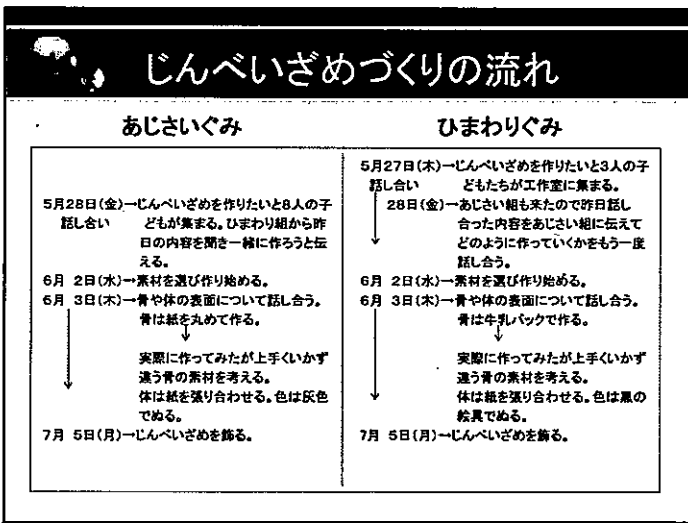 じんべいざめづくりの流れ
あじさいぐみ
5月28日(金)→じんべいざめを作りたいと8人の子
話し合い　どもが集まる。ひまわり組から昨
日の内容を聞き一緒に作ろうと伝
える。
6月 2日(水)→素材を選び作り始める。
6月 3日(木)→骨や体の表面について話し合う。
骨は紙を丸めて作る。
↓
実際に作ってみたが上手くいかず
違う骨の素材を考える。
体は紙を張り合わせる。色は灰色
でぬる。
7月 5日(月)→じんべいざめを飾る。
ひまわりぐみ
5月27日(木)→じんべいざめを作りたいと3人の子
話し合い　どもたちが工作室に集まる。
28日(金)→あじさい組も来たので昨日話し
合った内容をあじさい組に伝えて
どのように作っていくかをもう一度
話し合う。
6月 2日(水)→素材を選び作り始める。
6月 3日(木)→骨や体の表面について話し合う。
骨は牛乳パックで作る。
↓
実際に作ってみたが上手くいかず
違う骨の素材を考える。
体は紙を張り合わせる。色は黒の
絵具でぬる。
7月 5日(月)→じんべいざめを飾る。